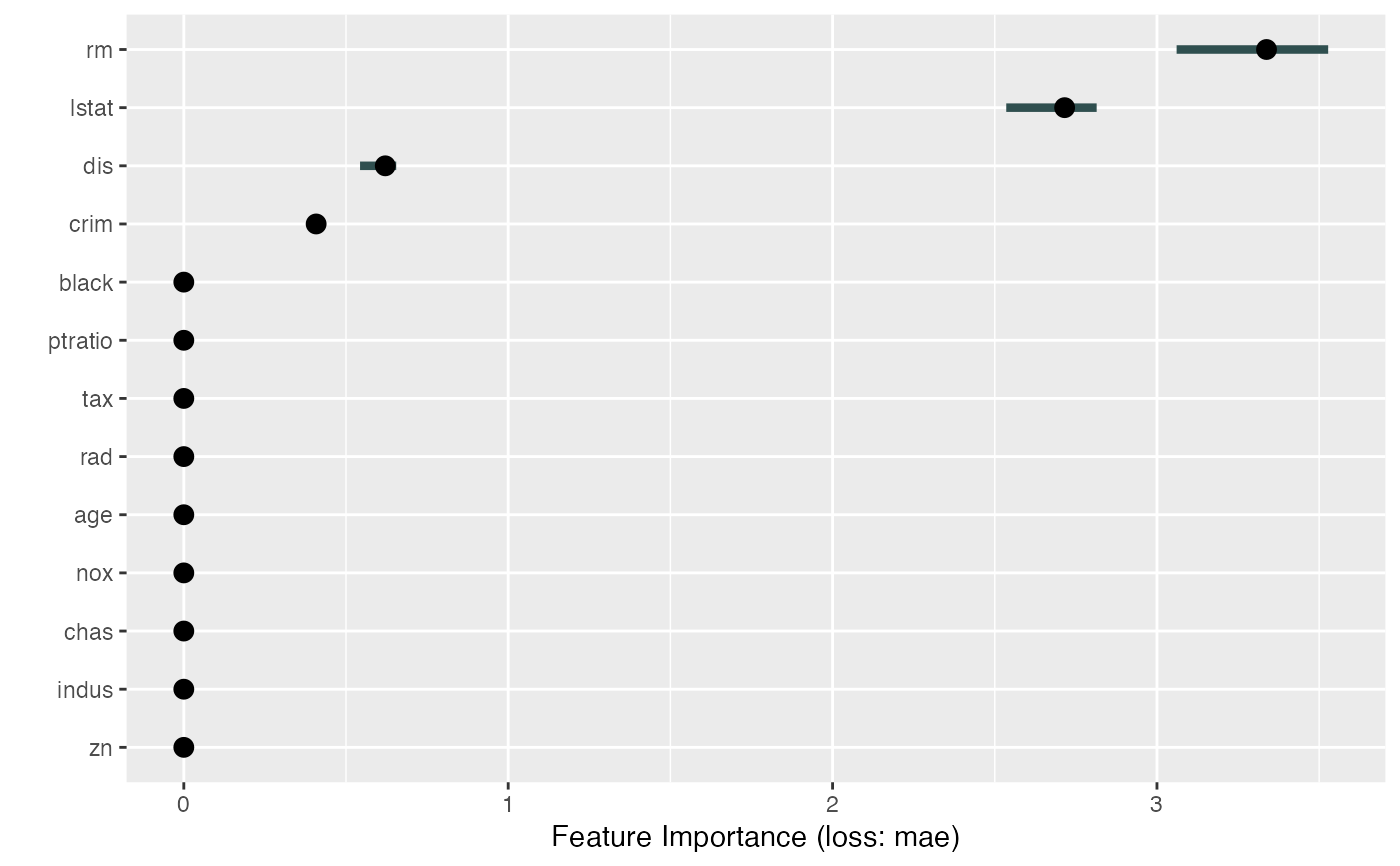 rm
lstat
dis
crim
black
ptratio
tax
rad
age
nox
chas
indus
zn
0 1 2 3
Feature Importance (loss: mae)